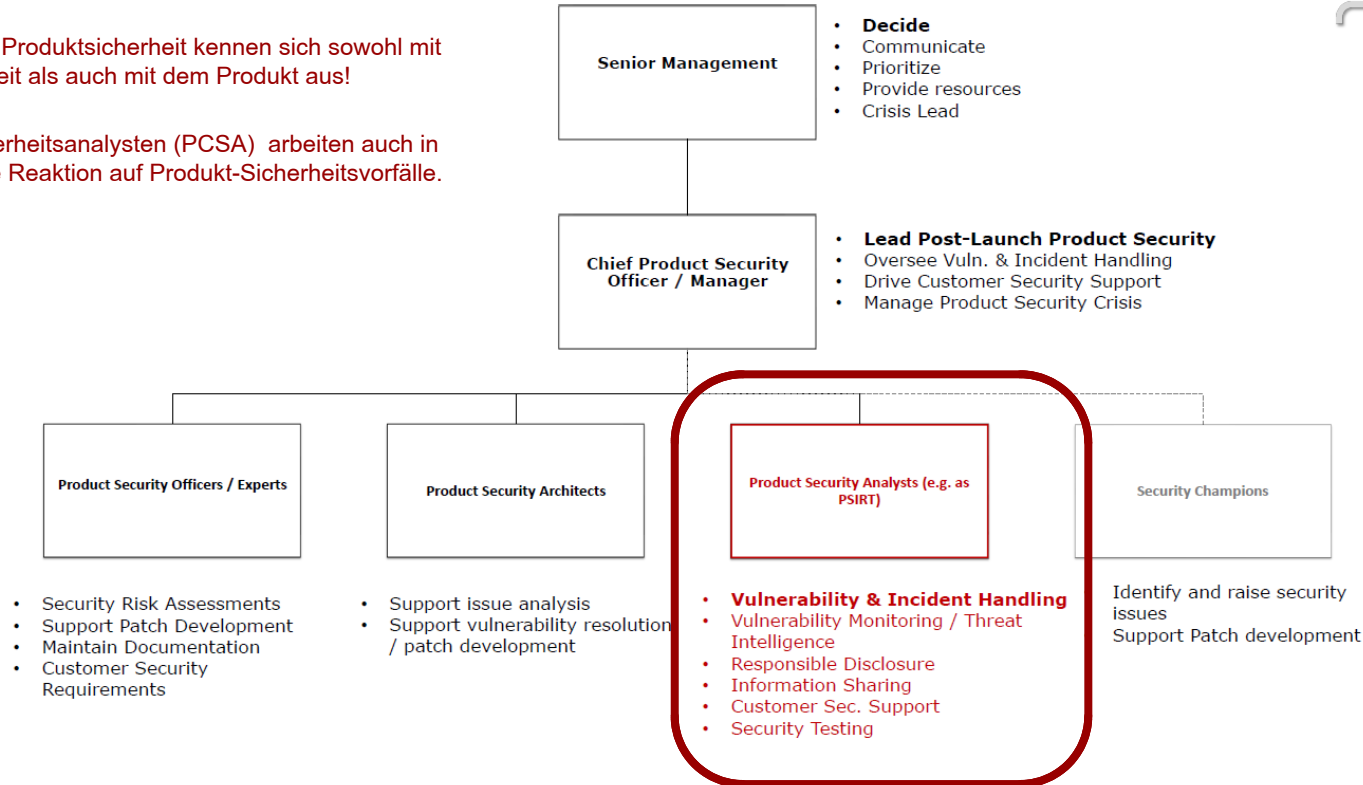 Produktsicherheit kennen sich sowohl mit
eit als auch mit dem Produkt aus!
erheitsanalysten (PCSA) arbeiten auch in
Reaktion auf Produkt-Sicherheitsvorfälle.
Senior Management
• Decide
• Communicate
• Prioritize
• Provide resources
• Crisis Lead
Chief Product Security
Officer / Manager
• Lead Post-Launch Product Security
• Oversee Vuln. & Incident Handling
• Drive Customer Security Support
• Manage Product Security Crisis
Product Security Officers / Experts
• Security Risk Assessments
• Support Patch Development
• Maintain Documentation
• Customer Security
Requirements
Product Security Architects
• Support issue analysis
• Support vulnerability resolution
/ patch development
Product Security Analysts (e.g. as
PSIRT)
• Vulnerability & Incident Handling
• Vulnerability Monitoring / Threat
Intelligence
• Responsible Disclosure
• Information Sharing
• Customer Sec. Support
• Security Testing
Security Champions
Identify and raise security
issues
Support Patch development